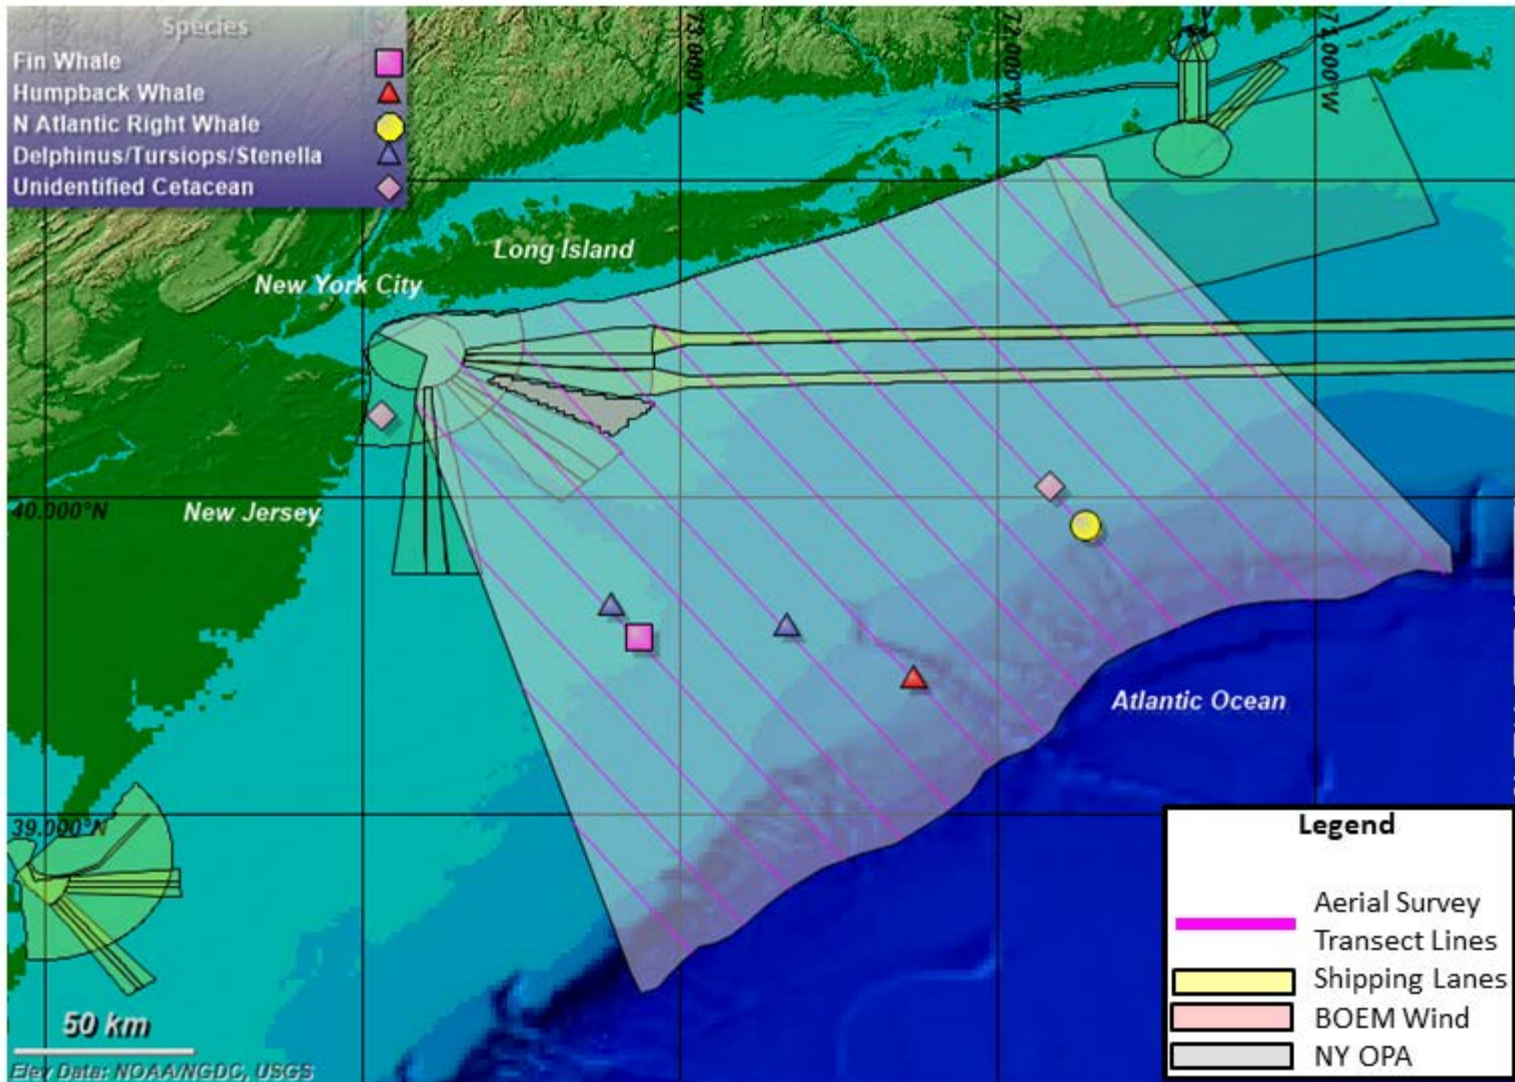 Species
Fin Whale
Humpback Whale
N Atlantic Right Whale
Delphinus/Tursiops/Stenella
Unidentified Cetacean
73.000°W
72.000°W
71.000°W
Long Island
New York City
40.000°N
New Jersey
Atlantic Ocean
39.000°N
50 km
Elev Data: NOAA/NGDC, USGS
Legend
Aerial Survey
Transect Lines
Shipping Lanes
BOEM Wind
NY OPA